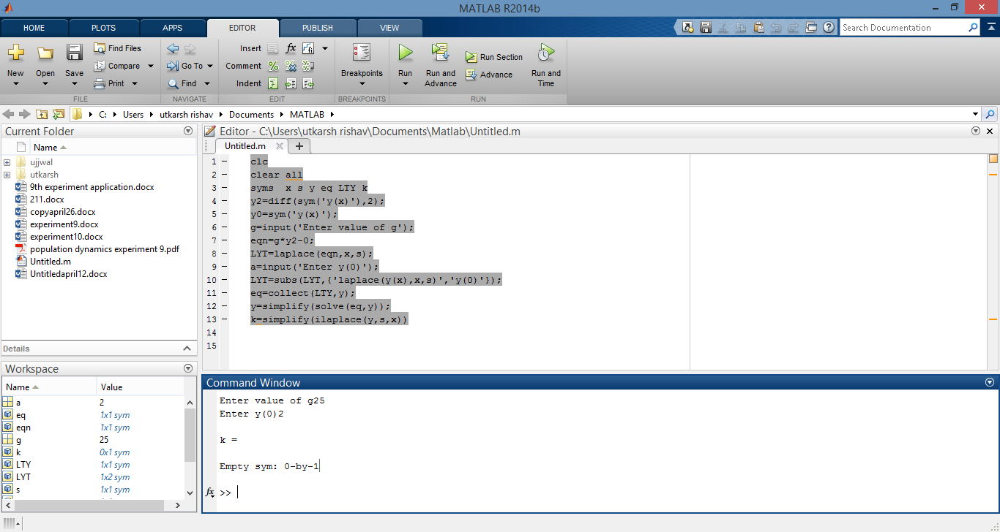 MATLAB R2014b
HOME PLOTS APPS EDITOR PUBLISH VIEW
Search Documentation
New Open Save Find Files Compare Print
Go To Find
Insert fx
Comment
Indent
Breakpoints
Run Run and Advance Run Section Advance Run and Time
FILE NAVIGATE EDIT BREAKPOINTS RUN
C: Users utkarsh rishav Documents MATLAB
Current Folder
Name
ujjwal
utkarsh
9th experiment application.docx
211.docx
copyapril26.docx
experiment9.docx
experiment10.docx
population dynamics experiment 9.pdf
Untitled.m
Untitledapril12.docx
Details
Workspace
Name Value
a 2
eq 1x1 sym
eqn 1x1 sym
g 25
k 0x1 sym
LTY 1x1 sym
LYT 1x2 sym
s 1x1 sym
Editor - C:\Users\utkarsh rishav\Documents\Matlab\Untitled.m
Untitled.m
1 clc
2 clear all
3 syms  x s y eq LTY k
4 y2=diff(sym('y(x)'),2);
5 y0=sym('y(x)');
6 g=input('Enter value of g');
7 eqn=g*y2-0;
8 LYT=laplace(eqn,x,s);
9 a=input('Enter y(0)');
10 LYT=subs(LYT,{'laplace(y(x),x,s)','y(0)'});
11 eq=collect(LTY,y);
12 y=simplify(solve(eq,y));
13 k=simplify(ilaplace(y,s,x))
14
15
Command Window
Enter value of g25
Enter y(0)2
k =
Empty sym: 0-by-1
fx >>